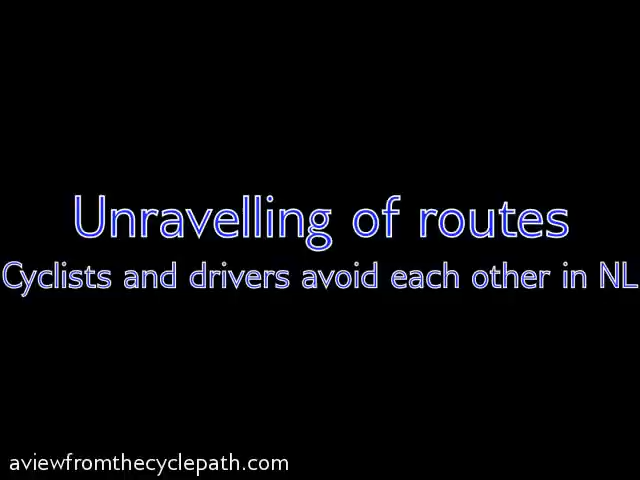 Unravelling of routes
Cyclists and drivers avoid each other in NL
aviewfromthecyclepath.com